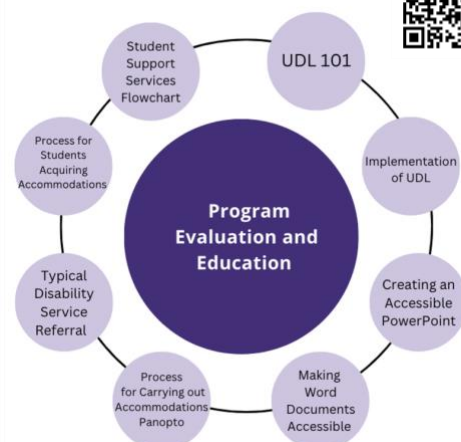 Program
Evaluation and
Education
UDL 101
Implementation
of UDL
Creating an
Accessible
PowerPoint
Making
Word
Documents
Accessible
Process
for Carrying out
Accommodations
Panopto
Typical
Disability
Service
Referral
Process for
Students
Acquiring
Accommodations
Student
Support
Services
Flowchart